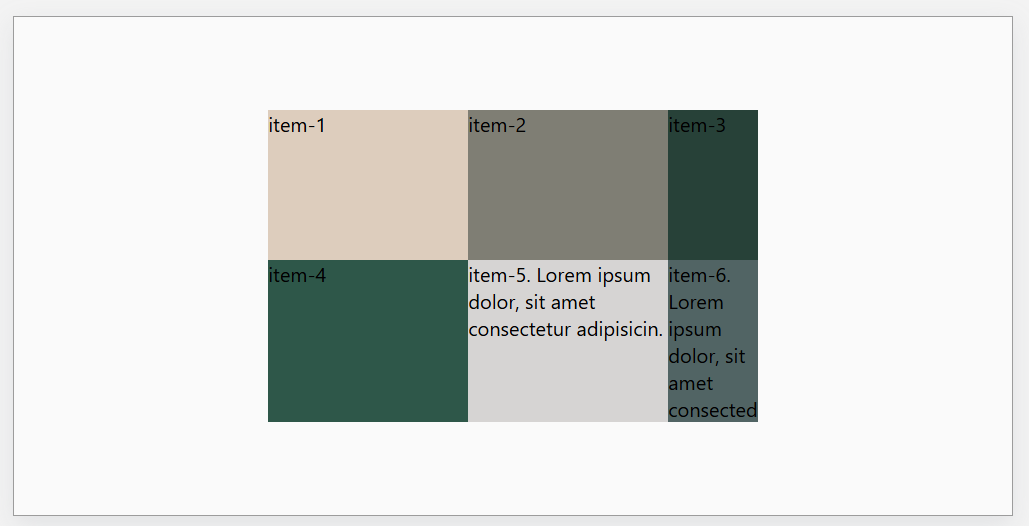 item-1
item-2
item-3
item-4
item-5. Lorem ipsum
dolor, sit amet
consectetur adipisicin.
item-6.
Lorem
ipsum
dolor, sit
amet
consected